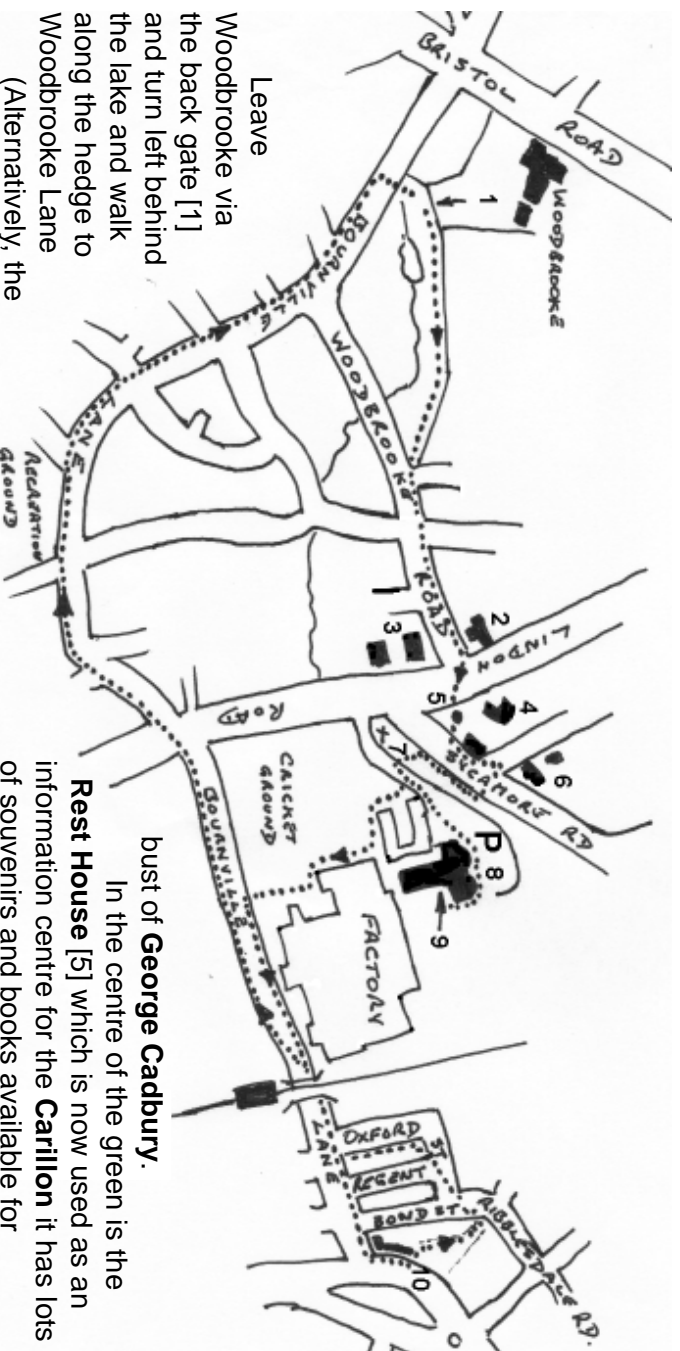 BRISTOL ROAD
WOODBROOKE
1
2
LINDON
4
6
5
SYCAMORE RD
WOODBROOKE ROAD
3
ROAD
x 7
P 8
9
FACTORY
CRICKET
GROUND
BOURNVILLE LANE
RECREATION
GROUND
BOURNVILLE LANE
OXFORD ST
REGENT
BOND ST
RIBBLESDALE RD.
10
Leave
Woodbrooke via
the back gate [1]
and turn left behind
the lake and walk
along the hedge to
Woodbrooke Lane
(Alternatively, the
bust of George Cadbury.
In the centre of the green is the
Rest House [5] which is now used as an
information centre for the Carillon it has lots
of souvenirs and books available for